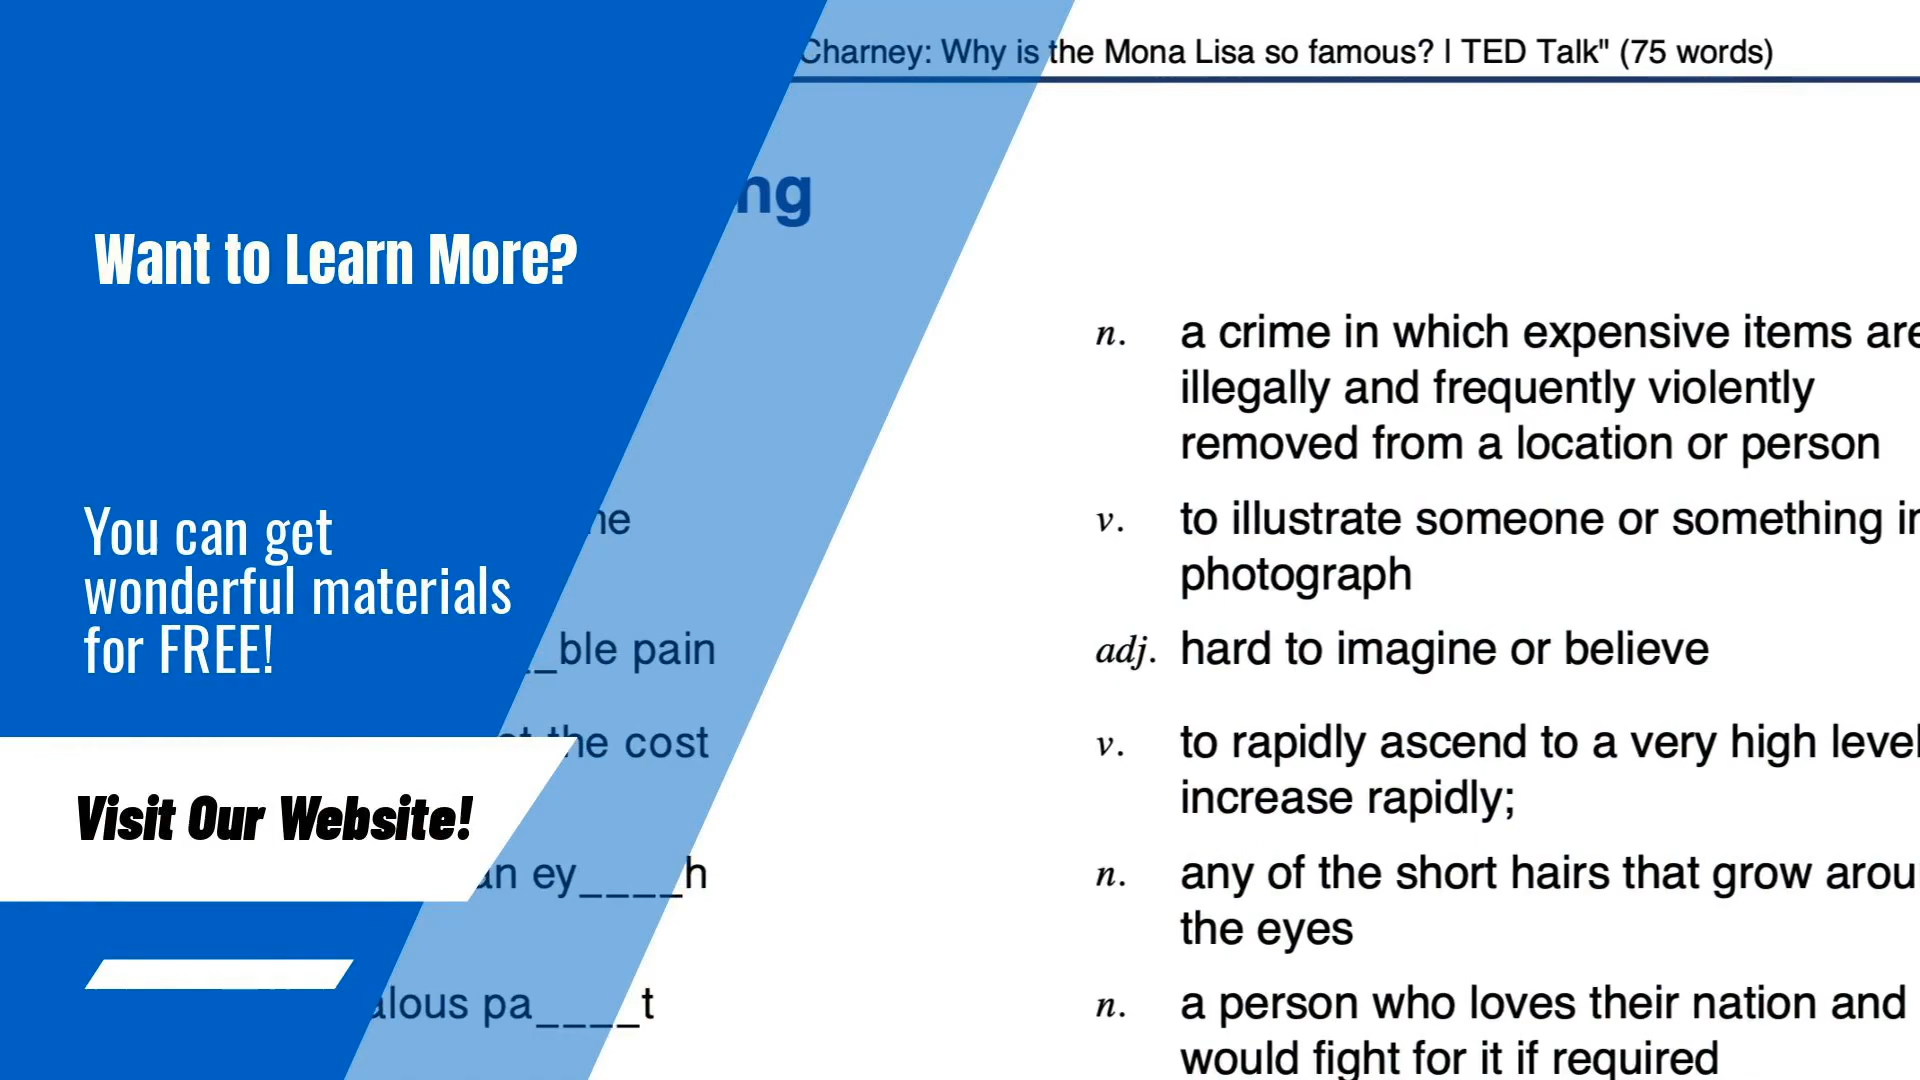 Charney: Why is the Mona Lisa so famous? | TED Talk" (75 words)
ng
Want to Learn More?
You can get
wonderful materials
for FREE!
Visit Our Website!
n. a crime in which expensive items are
illegally and frequently violently
removed from a location or person
ne
v. to illustrate someone or something in
photograph
_ble pain
adj. hard to imagine or believe
the cost
v. to rapidly ascend to a very high level
increase rapidly;
an ey____h
n. any of the short hairs that grow arou
the eyes
alous pa____t
n. a person who loves their nation and
would fight for it if required